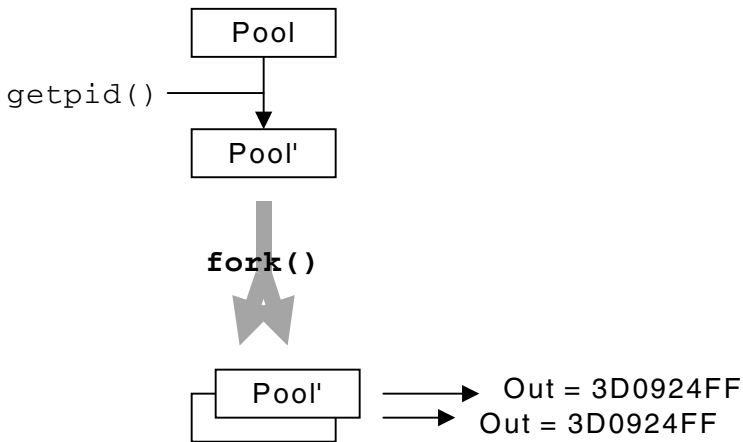 Pool
getpid()
Pool'
fork()
Pool'
Out = 3D0924FF
Out = 3D0924FF